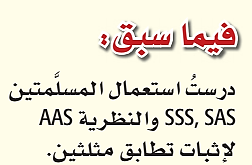 فيما سبق:
درستُ استعمال المسلَّمتين
SSS, SAS والنظرية AAS
لإثبات تطابق مثلثين.